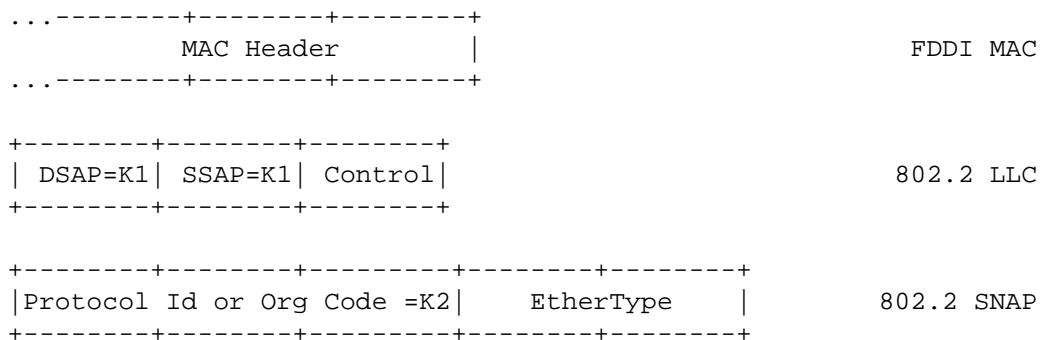 ...--------+--------+--------+
MAC Header | FDDI MAC
...--------+--------+--------+
+--------+--------+--------+
| DSAP=K1| SSAP=K1| Control| 802.2 LLC
+--------+--------+--------+
+--------+--------+---------+--------+--------+
|Protocol Id or Org Code =K2| EtherType | 802.2 SNAP
+--------+--------+---------+--------+--------+